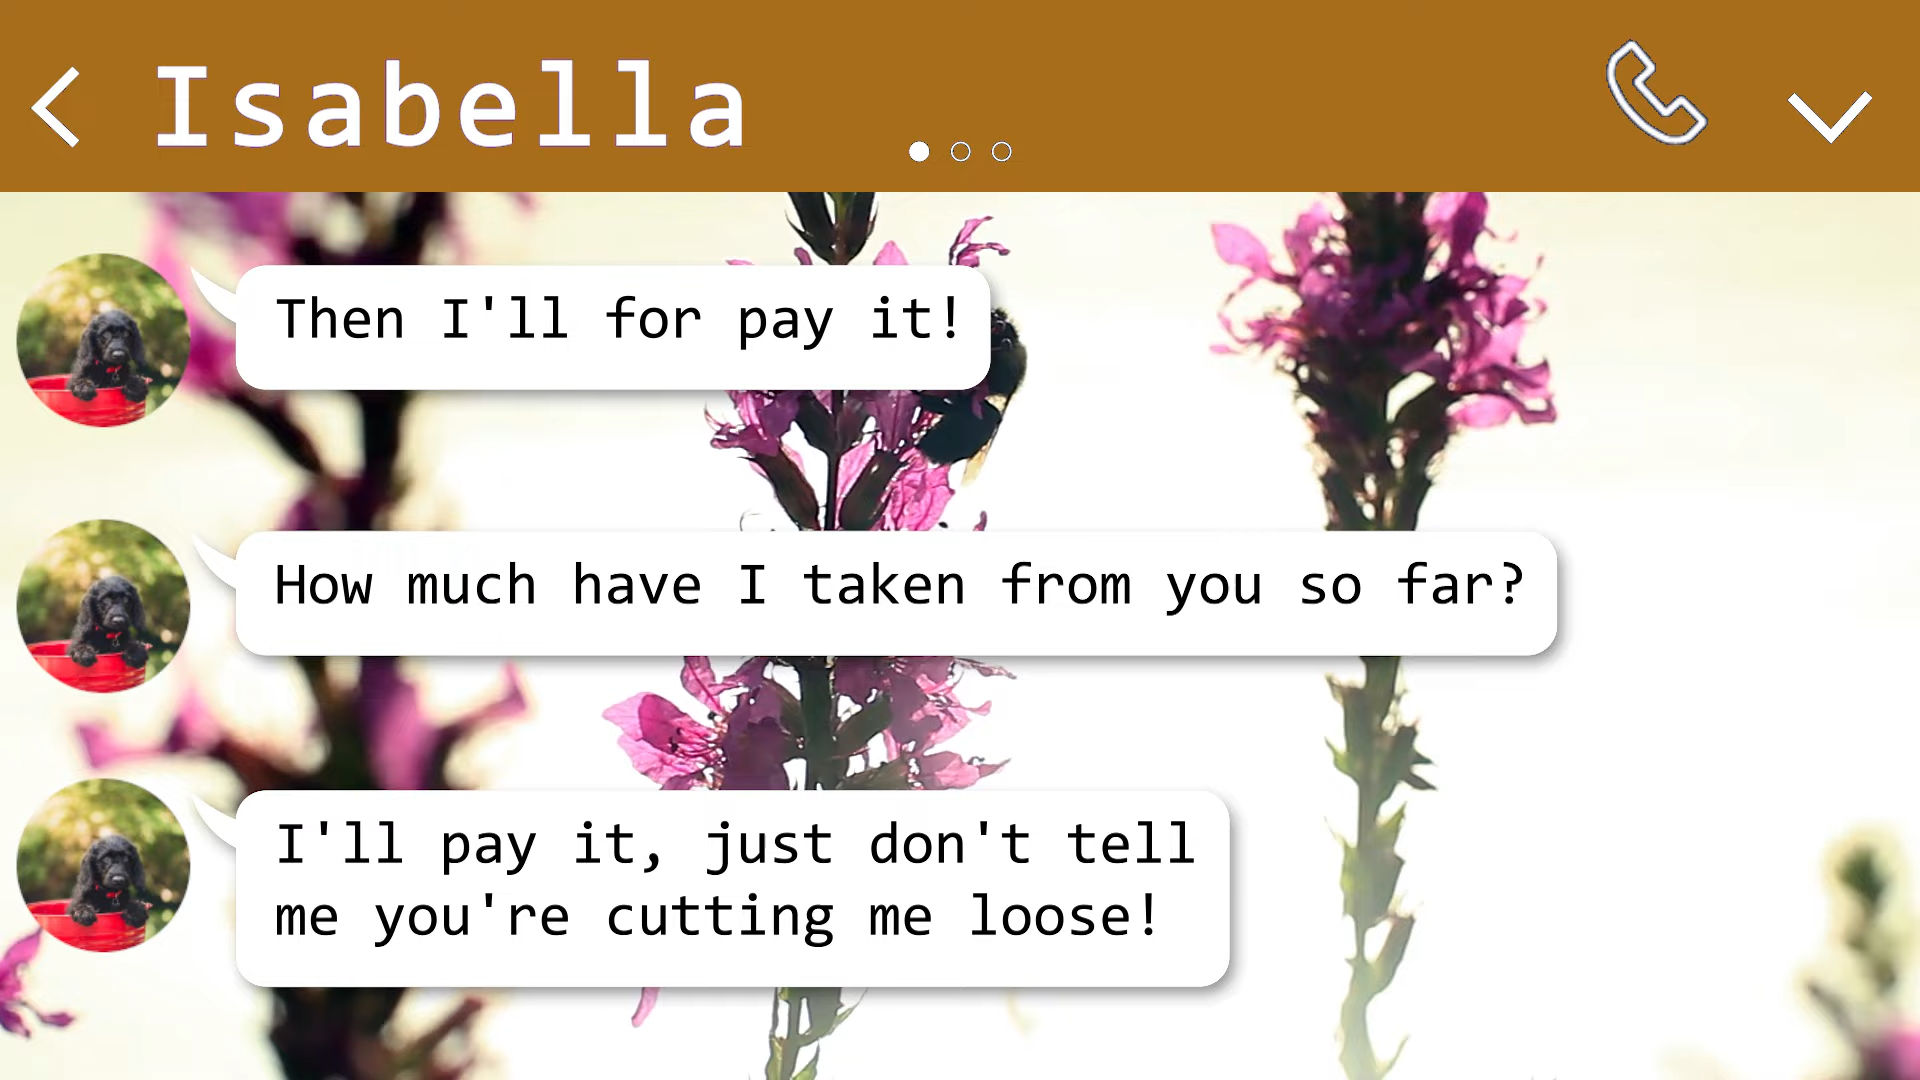 Isabella
Then I'll for pay it!
How much have I taken from you so far?
I'll pay it, just don't tell
me you're cutting me loose!